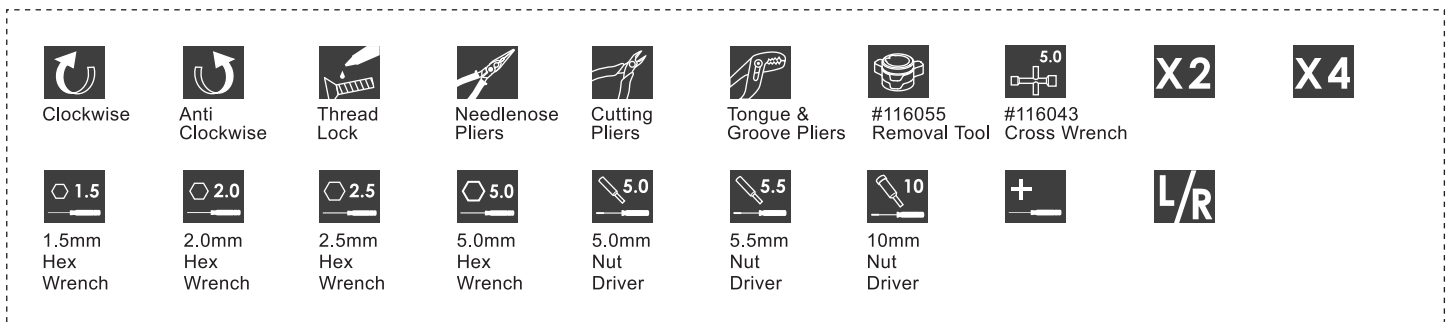 5.0
X2
X4
Clockwise
Anti
Clockwise
Thread
Lock
Needlenose
Pliers
Cutting
Pliers
Tongue &
Groove Pliers
#116055
Removal Tool
#116043
Cross Wrench
1.5
2.0
2.5
5.0
5.0
5.5
10
+
L/R
1.5mm
Hex
Wrench
2.0mm
Hex
Wrench
2.5mm
Hex
Wrench
5.0mm
Hex
Wrench
5.0mm
Nut
Driver
5.5mm
Nut
Driver
10mm
Nut
Driver